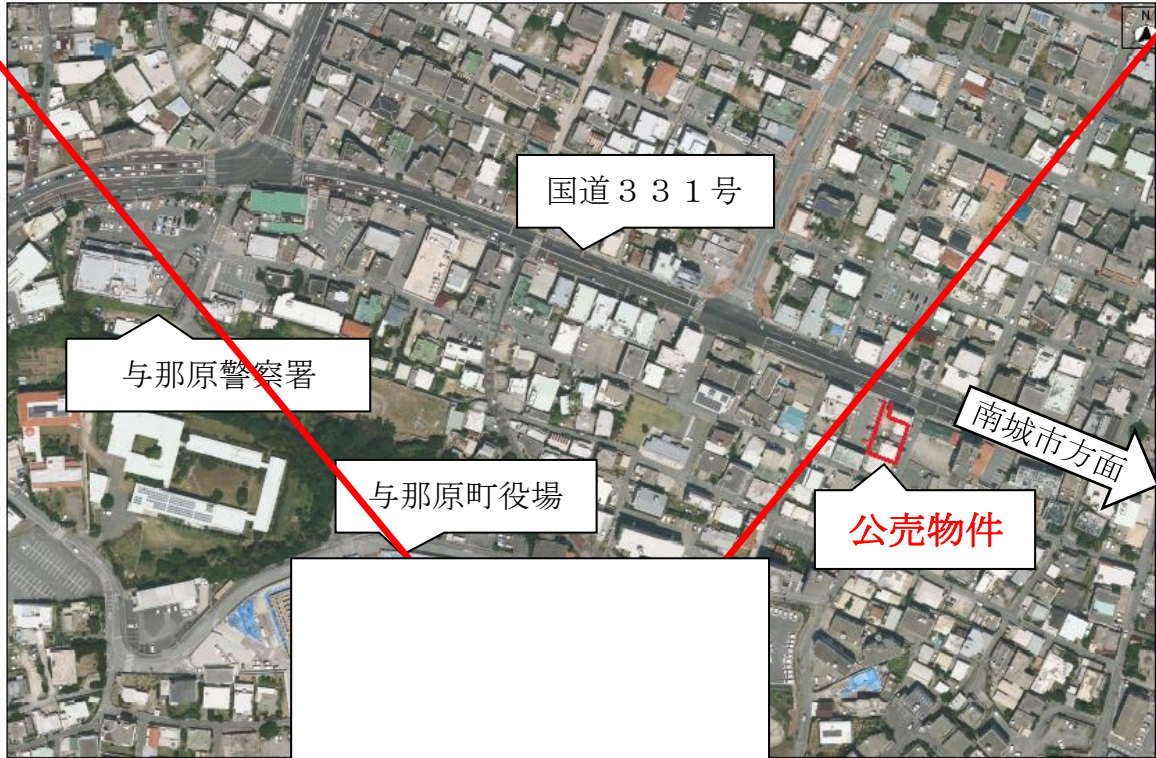 N
国道３３１号
与那原警察署
南城市方面
与那原町役場
公売物件